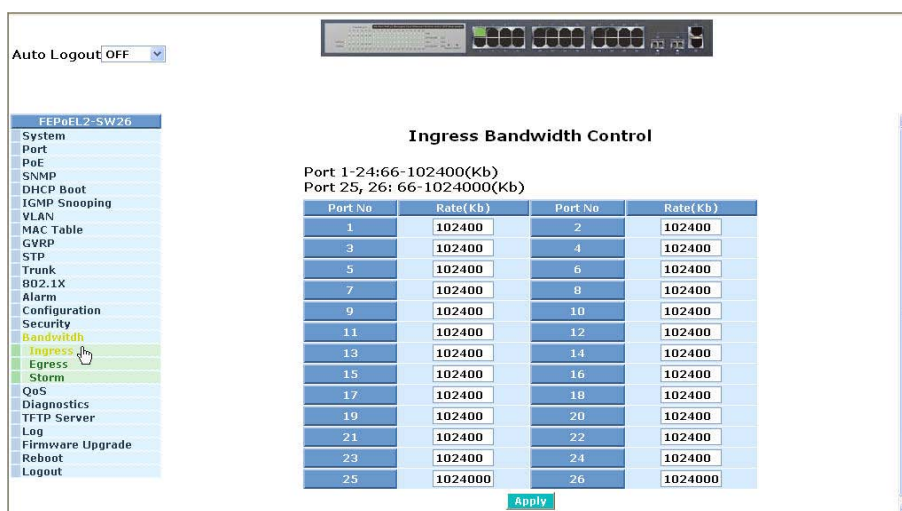 Auto Logout OFF
FEPoEL2-SW26
System
Port
PoE
SNMP
DHCP Boot
IGMP Snooping
VLAN
MAC Table
GVRP
STP
Trunk
802.1X
Alarm
Configuration
Security
Bandwitdh
Ingress
Egress
Storm
QoS
Diagnostics
TFTP Server
Log
Firmware Upgrade
Reboot
Logout
Ingress Bandwidth Control
Port 1-24:66-102400(Kb)
Port 25, 26: 66-1024000(Kb)
Port No Rate(Kb) Port No Rate(Kb)
1 102400 2 102400
3 102400 4 102400
5 102400 6 102400
7 102400 8 102400
9 102400 10 102400
11 102400 12 102400
13 102400 14 102400
15 102400 16 102400
17 102400 18 102400
19 102400 20 102400
21 102400 22 102400
23 102400 24 102400
25 1024000 26 1024000
Apply